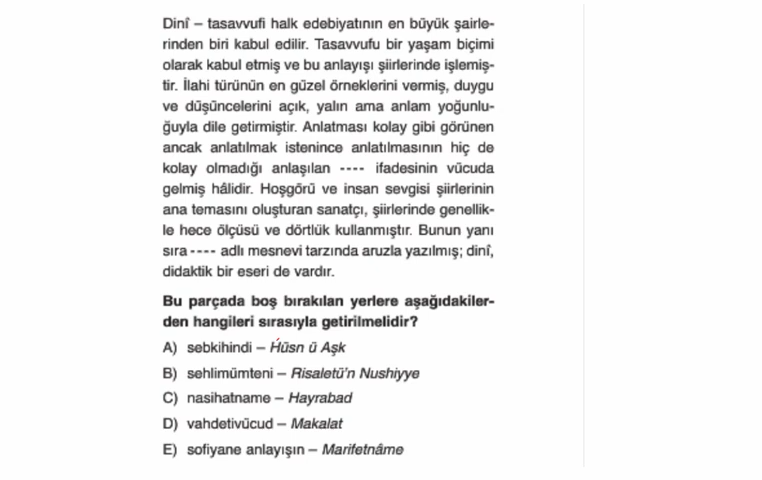 Dinî – tasavvufi halk edebiyatının en büyük şairle-
rinden biri kabul edilir. Tasavvufu bir yaşam biçimi
olarak kabul etmiş ve bu anlayışı şiirlerinde işlemiş-
tir. İlahi türünün en güzel örneklerini vermiş, duygu
ve düşüncelerini açık, yalın ama anlam yoğunlu-
ğuyla dile getirmiştir. Anlatması kolay gibi görünen
ancak anlatılmak istenince anlatılmasının hiç de
kolay olmadığı anlaşılan ---- ifadesinin vücuda
gelmiş hâlidir. Hoşgörü ve insan sevgisi şiirlerinin
ana temasını oluşturan sanatçı, şiirlerinde genellik-
le hece ölçüsü ve dörtlük kullanmıştır. Bunun yanı
sıra ---- adlı mesnevi tarzında aruzla yazılmış; dinî,
didaktik bir eseri de vardır.
Bu parçada boş bırakılan yerlere aşağıdakiler-
den hangileri sırasıyla getirilmelidir?
A) sebkihindi – Hüsn ü Aşk
B) sehlimümteni – Risaletü'n Nushiyye
C) nasihatname – Hayrabad
D) vahdetivücud – Makalat
E) sofiyane anlayışın – Marifetnâme